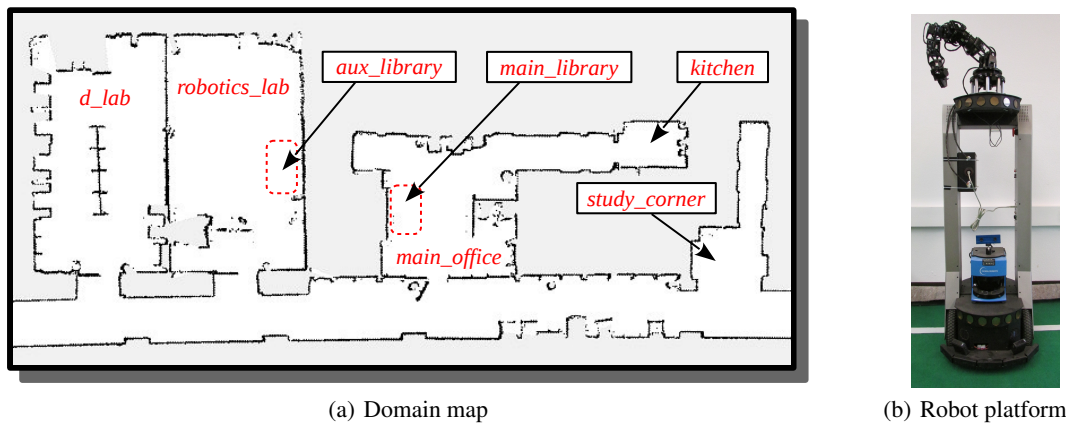 aux_library
main_library
kitchen
robotics_lab
d_lab
study_corner
main_office
(a) Domain map
(b) Robot platform